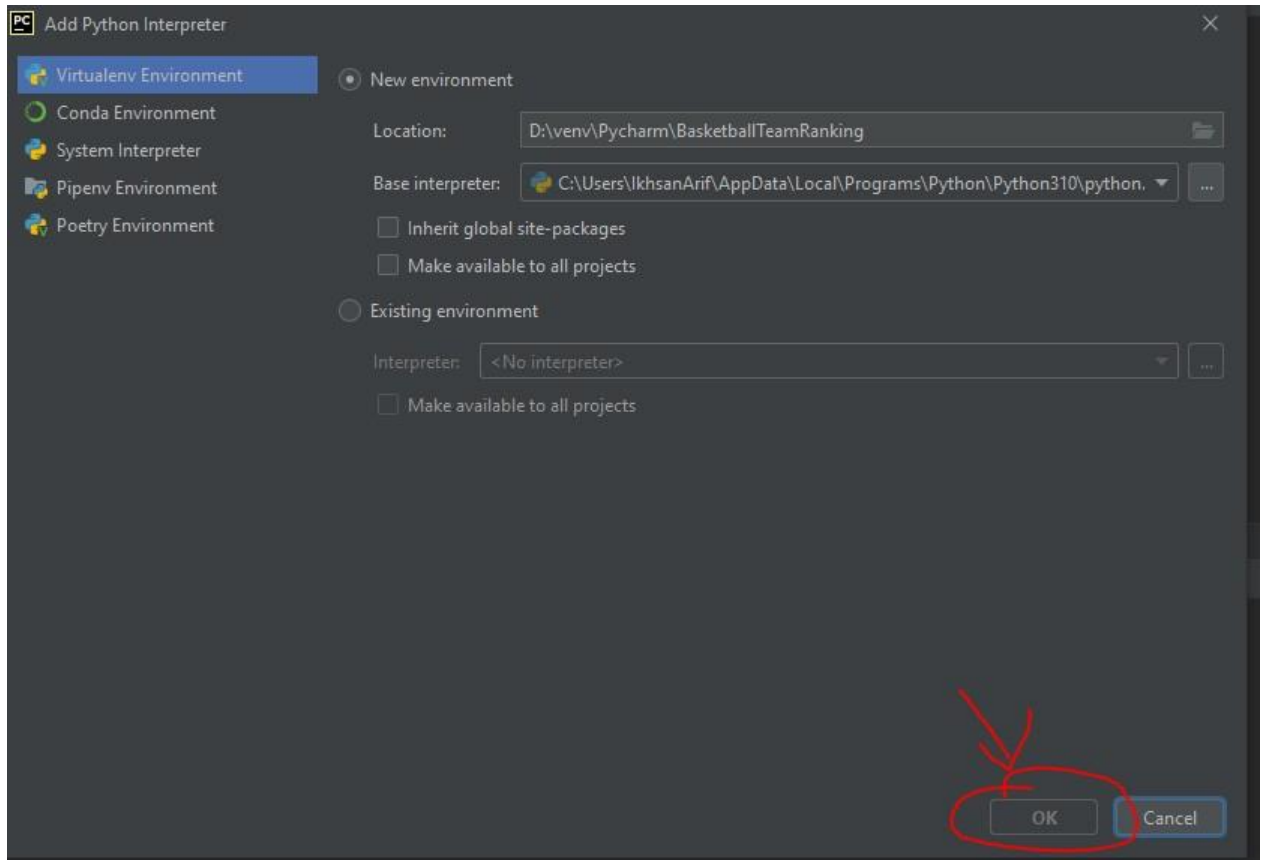 PC
Add Python Interpreter
Virtualenv Environment
Conda Environment
System Interpreter
Pipenv Environment
Poetry Environment
New environment
Location: D:\venv\Pycharm\BasketballTeamRanking
Base interpreter: C:\Users\IkhsanArif\AppData\Local\Programs\Python\Python310\python. ...
Inherit global site-packages
Make available to all projects
Existing environment
Interpreter: <No interpreter> ...
Make available to all projects
OK Cancel